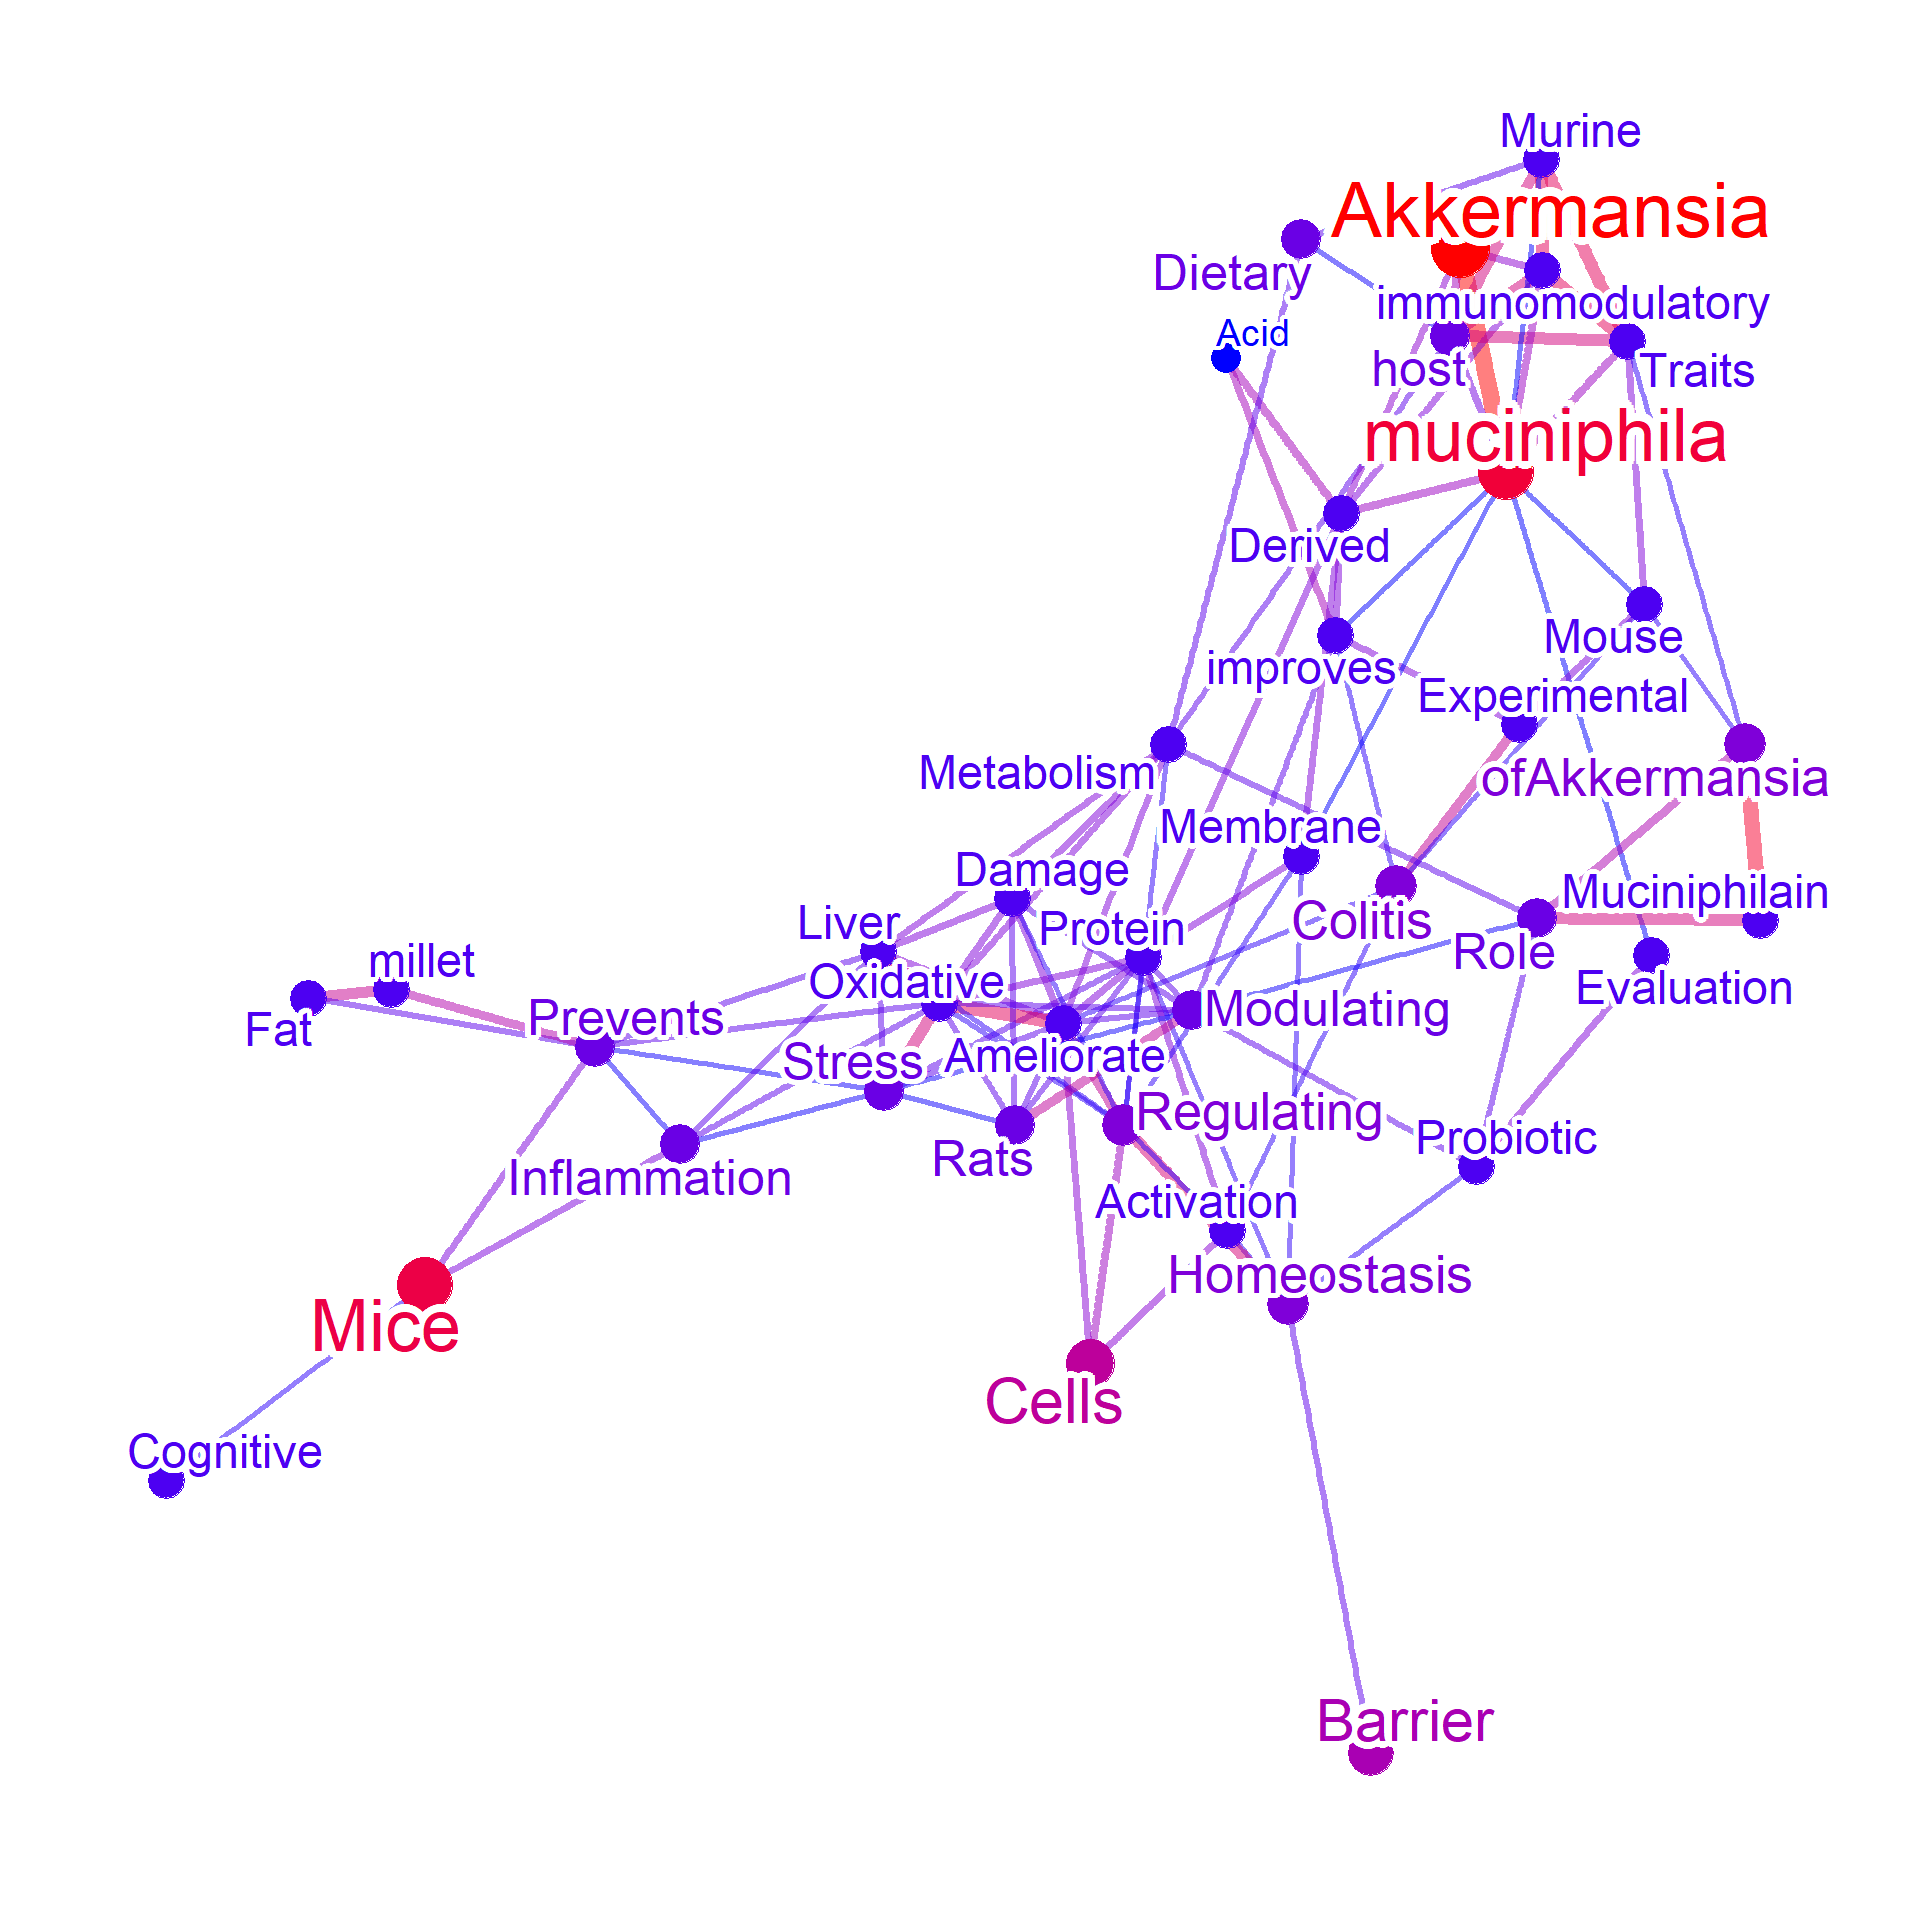 Murine
Akkermansia
Dietary
immunomodulatory
Acid
host
Traits
muciniphila
Derived
Mouse
improves
Experimental
Metabolism
ofAkkermansia
Membrane
Damage
Muciniphilain
Liver
Protein
Colitis
Role
millet
Oxidative
Evaluation
Fat
Prevents
Modulating
Stress
Ameliorate
Regulating
Probiotic
Rats
Inflammation
Activation
Homeostasis
Mice
Cells
Cognitive
Barrier